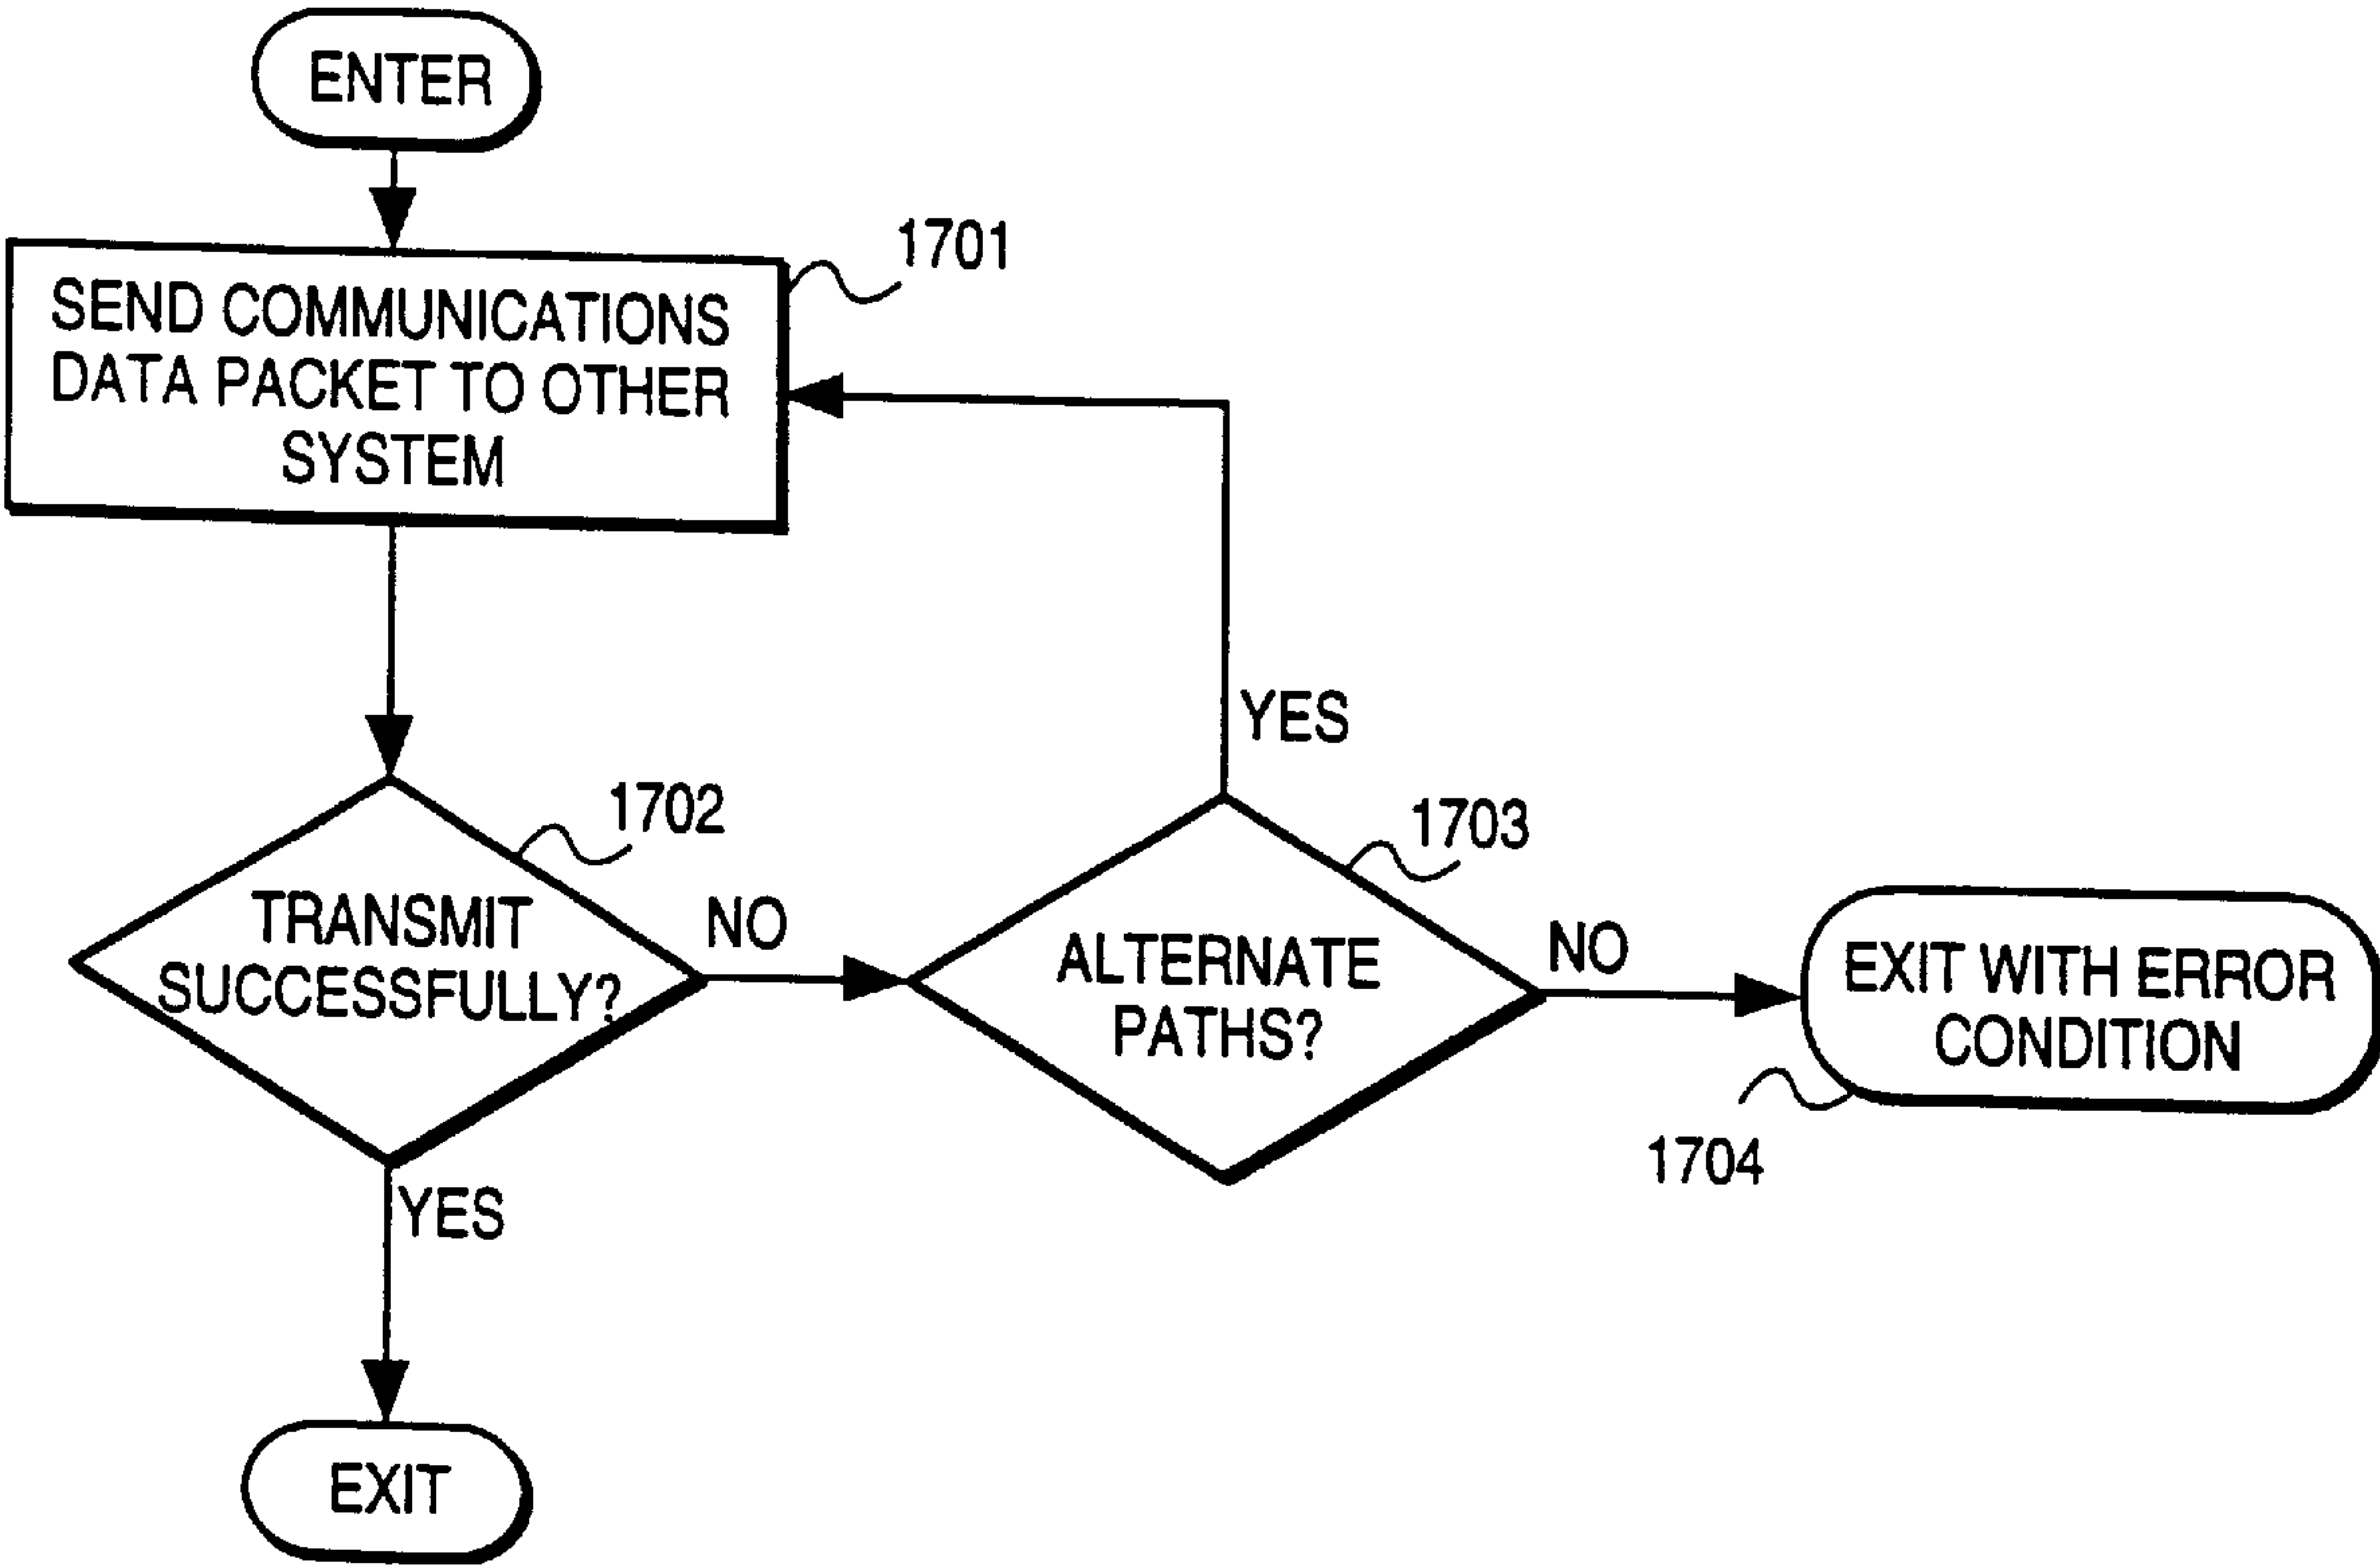 ENTER
1701
SEND COMMUNICATIONS
DATA PACKET TO OTHER
SYSTEM
YES
1702
1703
TRANSMIT
SUCCESSFULLY?
NO
ALTERNATE
PATHS?
NO
EXIT WITH ERROR
CONDITION
1704
YES
EXIT